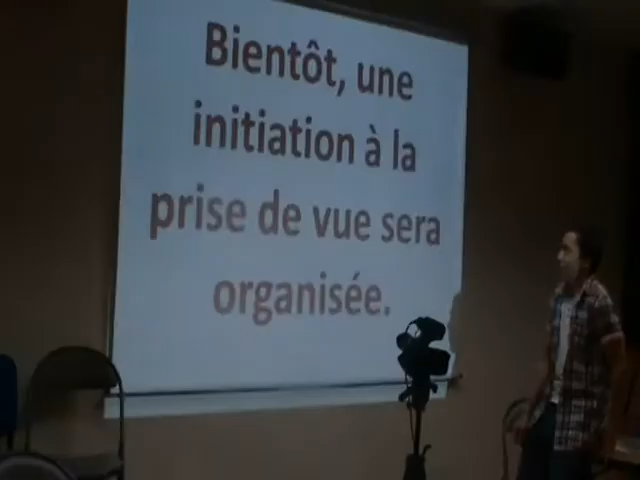 Bientôt, une
initiation à la
prise de vue sera
organisée.